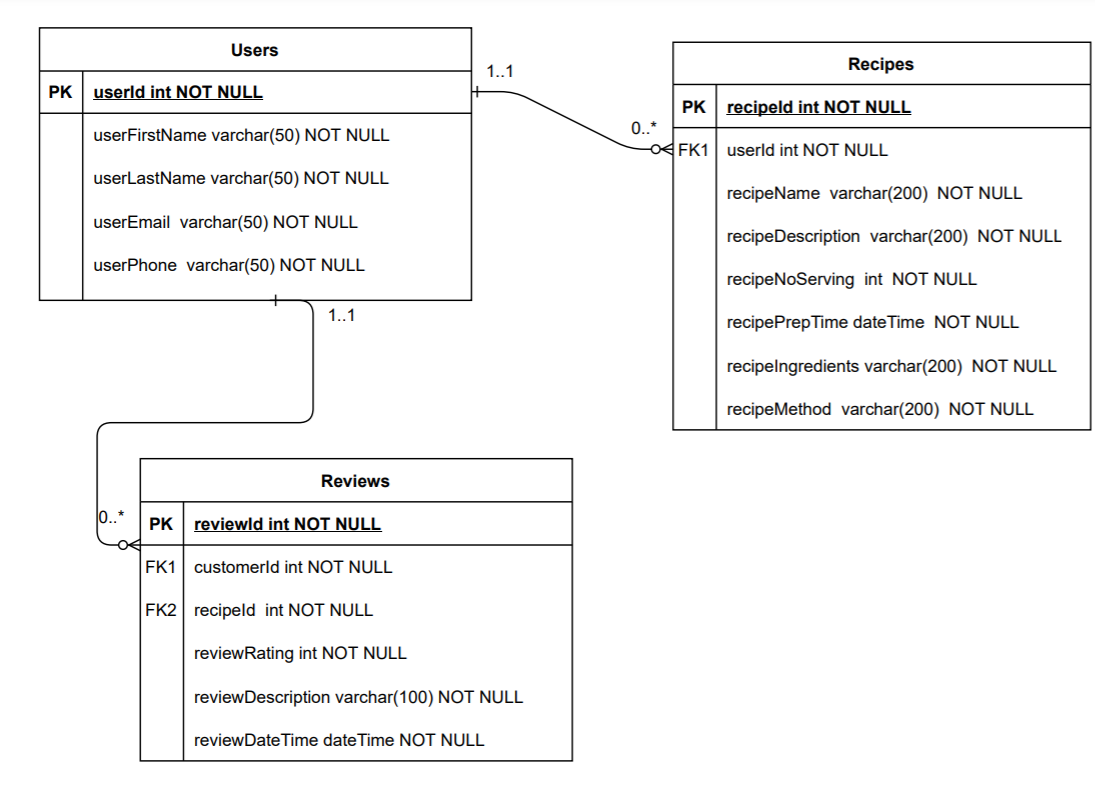 Users
PK userId int NOT NULL
userFirstName varchar(50) NOT NULL
userLastName varchar(50) NOT NULL
userEmail  varchar(50) NOT NULL
userPhone  varchar(50) NOT NULL
1..1
0..*
Recipes
PK recipeId int NOT NULL
FK1 userId int NOT NULL
recipeName  varchar(200)  NOT NULL
recipeDescription  varchar(200)  NOT NULL
recipeNoServing  int  NOT NULL
recipePrepTime dateTime  NOT NULL
recipeIngredients varchar(200)  NOT NULL
recipeMethod  varchar(200)  NOT NULL
1..1
0..*
Reviews
PK reviewId int NOT NULL
FK1 customerId int NOT NULL
FK2 recipeId  int NOT NULL
reviewRating int NOT NULL
reviewDescription varchar(100) NOT NULL
reviewDateTime dateTime NOT NULL